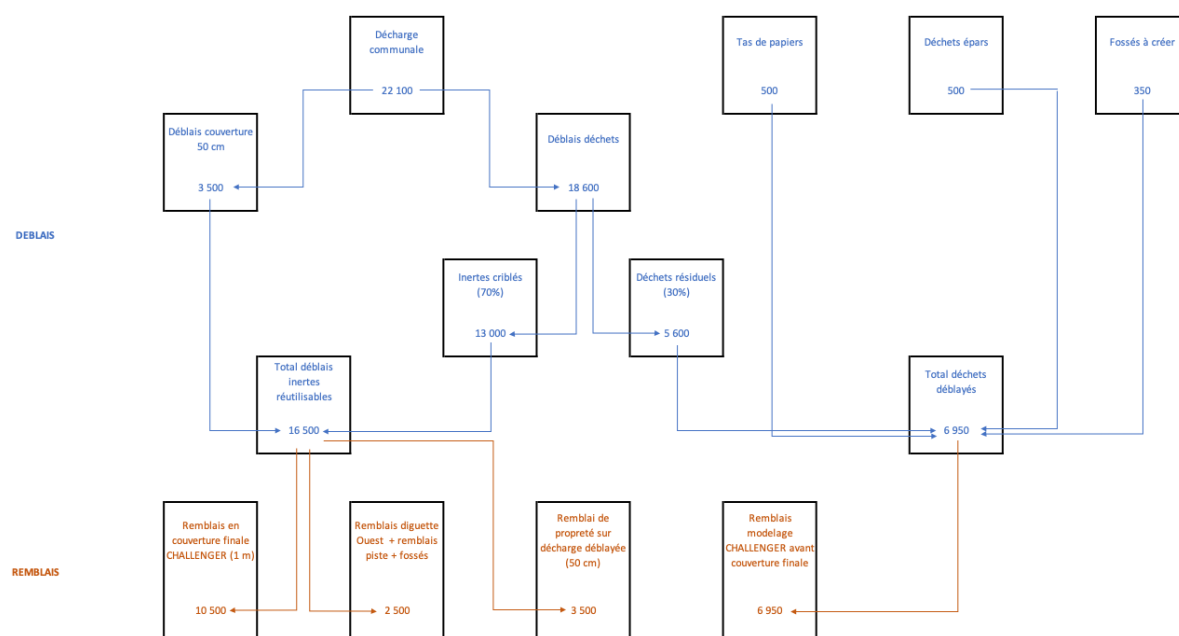 Décharge
communale
22 100
Tas de papiers
500
Déchets épars
500
Fossés à créer
350
Déblais couverture
50 cm
3 500
Déblais déchets
18 600
DEBLAIS
Inertes criblés
(70%)
13 000
Déchets résiduels
(30%)
5 600
Total déblais
inertes
réutilisables
16 500
Total déchets
déblayés
6 950
REMBLAIS
Remblais en
couverture finale
CHALLENGER (1 m)
10 500
Remblais diguette
Ouest + remblais
piste + fossés
2 500
Remblai de
propreté sur
décharge déblayée
(50 cm)
3 500
Remblais
modelage
CHALLENGER avant
couverture finale
6 950